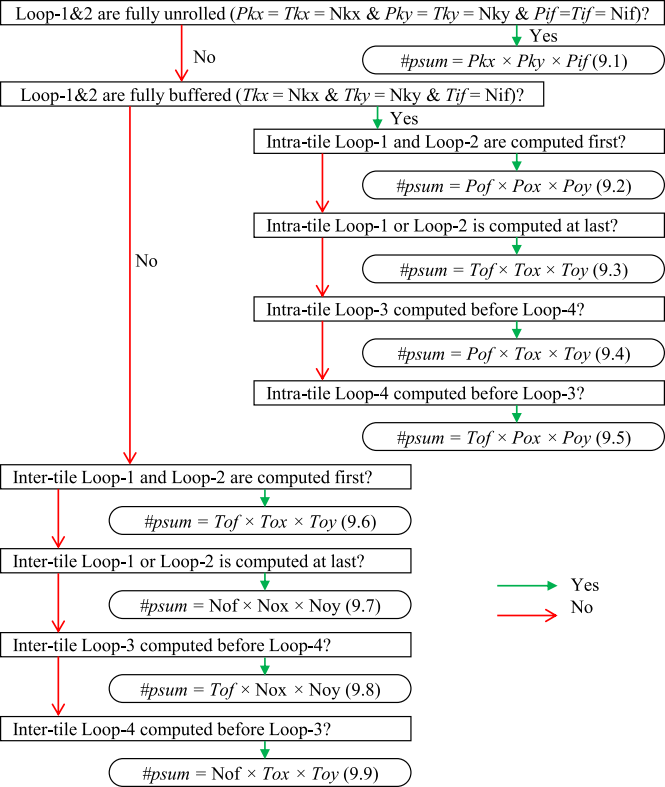 Loop-1&2 are fully unrolled (Pkx = Tkx = Nkx & Pky = Tky = Nky & Pif =Tif = Nif)?
Yes
No
#psum = Pkx × Pky × Pif (9.1)
Loop-1&2 are fully buffered (Tkx = Nkx & Tky = Nky & Tif = Nif)?
Yes
Intra-tile Loop-1 and Loop-2 are computed first?
#psum = Pof × Pox × Poy (9.2)
Intra-tile Loop-1 or Loop-2 is computed at last?
No
#psum = Tof × Tox × Toy (9.3)
Intra-tile Loop-3 computed before Loop-4?
#psum = Pof × Tox × Toy (9.4)
Intra-tile Loop-4 computed before Loop-3?
#psum = Tof × Pox × Poy (9.5)
Inter-tile Loop-1 and Loop-2 are computed first?
#psum = Tof × Tox × Toy (9.6)
Inter-tile Loop-1 or Loop-2 is computed at last?
#psum = Nof × Nox × Noy (9.7)
Yes
No
Inter-tile Loop-3 computed before Loop-4?
#psum = Tof × Nox × Noy (9.8)
Inter-tile Loop-4 computed before Loop-3?
#psum = Nof × Tox × Toy (9.9)